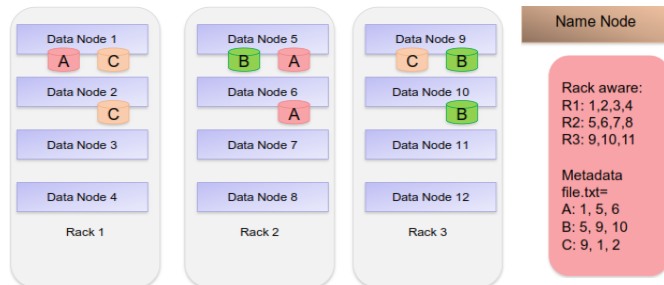 Data Node 1
A C
Data Node 2
C
Data Node 3
Data Node 4
Rack 1
Data Node 5
B A
Data Node 6
A
Data Node 7
Data Node 8
Rack 2
Data Node 9
C B
Data Node 10
B
Data Node 11
Data Node 12
Rack 3
Name Node
Rack aware:
R1: 1,2,3,4
R2: 5,6,7,8
R3: 9,10,11
Metadata
file.txt=
A: 1, 5, 6
B: 5, 9, 10
C: 9, 1, 2